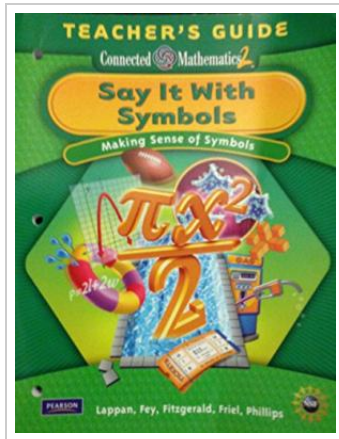 TEACHER'S GUIDE
Connected Mathematics 2
Say It With
Symbols
Making Sense of Symbols
πx²
2
p=2l+2w
PEARSON
Lappan, Fey, Fitzgerald, Friel, Phillips